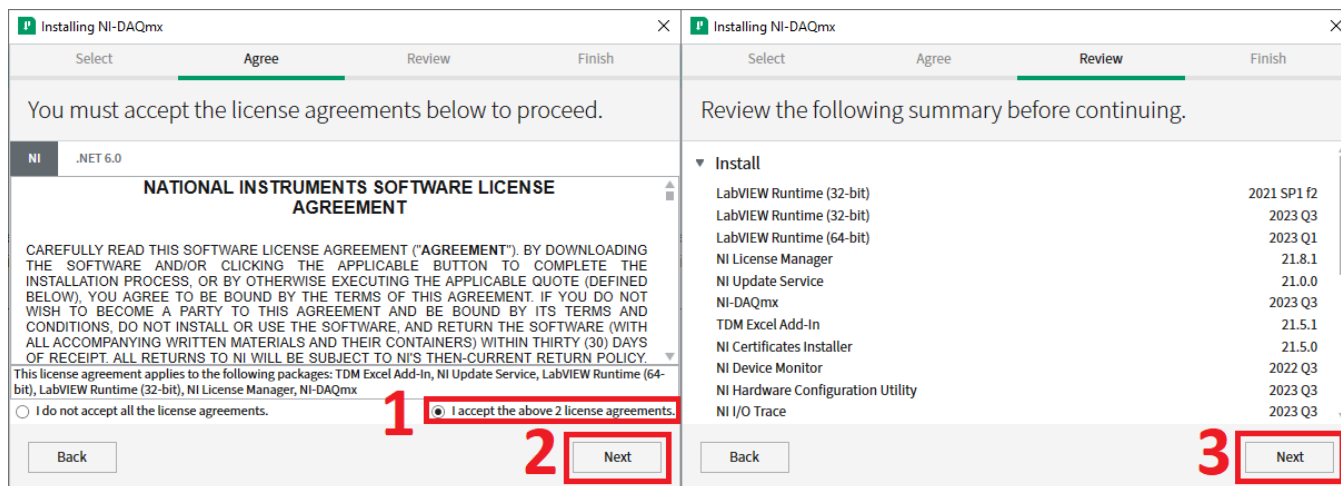 Installing NI-DAQmx
Select Agree Review Finish
You must accept the license agreements below to proceed.
NI .NET 6.0
NATIONAL INSTRUMENTS SOFTWARE LICENSE
AGREEMENT
CAREFULLY READ THIS SOFTWARE LICENSE AGREEMENT ("AGREEMENT"). BY DOWNLOADING
THE SOFTWARE AND/OR CLICKING THE APPLICABLE BUTTON TO COMPLETE THE
INSTALLATION PROCESS, OR BY OTHERWISE EXECUTING THE APPLICABLE QUOTE (DEFINED
BELOW), YOU AGREE TO BE BOUND BY THE TERMS OF THIS AGREEMENT. IF YOU DO NOT
WISH TO BECOME A PARTY TO THIS AGREEMENT AND BE BOUND BY ITS TERMS AND
CONDITIONS, DO NOT INSTALL OR USE THE SOFTWARE, AND RETURN THE SOFTWARE (WITH
ALL ACCOMPANYING WRITTEN MATERIALS AND THEIR CONTAINERS) WITHIN THIRTY (30) DAYS
OF RECEIPT. ALL RETURNS TO NI WILL BE SUBJECT TO NI'S THEN-CURRENT RETURN POLICY.
This license agreement applies to the following packages: TDM Excel Add-In, NI Update Service, LabVIEW Runtime (64-
bit), LabVIEW Runtime (32-bit), NI License Manager, NI-DAQmx
I do not accept all the license agreements. 1 I accept the above 2 license agreements.
Back 2 Next
Installing NI-DAQmx
Select Agree Review Finish
Review the following summary before continuing.
Install
LabVIEW Runtime (32-bit) 2021 SP1 f2
LabVIEW Runtime (32-bit) 2023 Q3
LabVIEW Runtime (64-bit) 2023 Q1
NI License Manager 21.8.1
NI Update Service 21.0.0
NI-DAQmx 2023 Q3
TDM Excel Add-In 21.5.1
NI Certificates Installer 21.5.0
NI Device Monitor 2022 Q3
NI Hardware Configuration Utility 2023 Q3
NI I/O Trace 2023 Q3
Back 3 Next